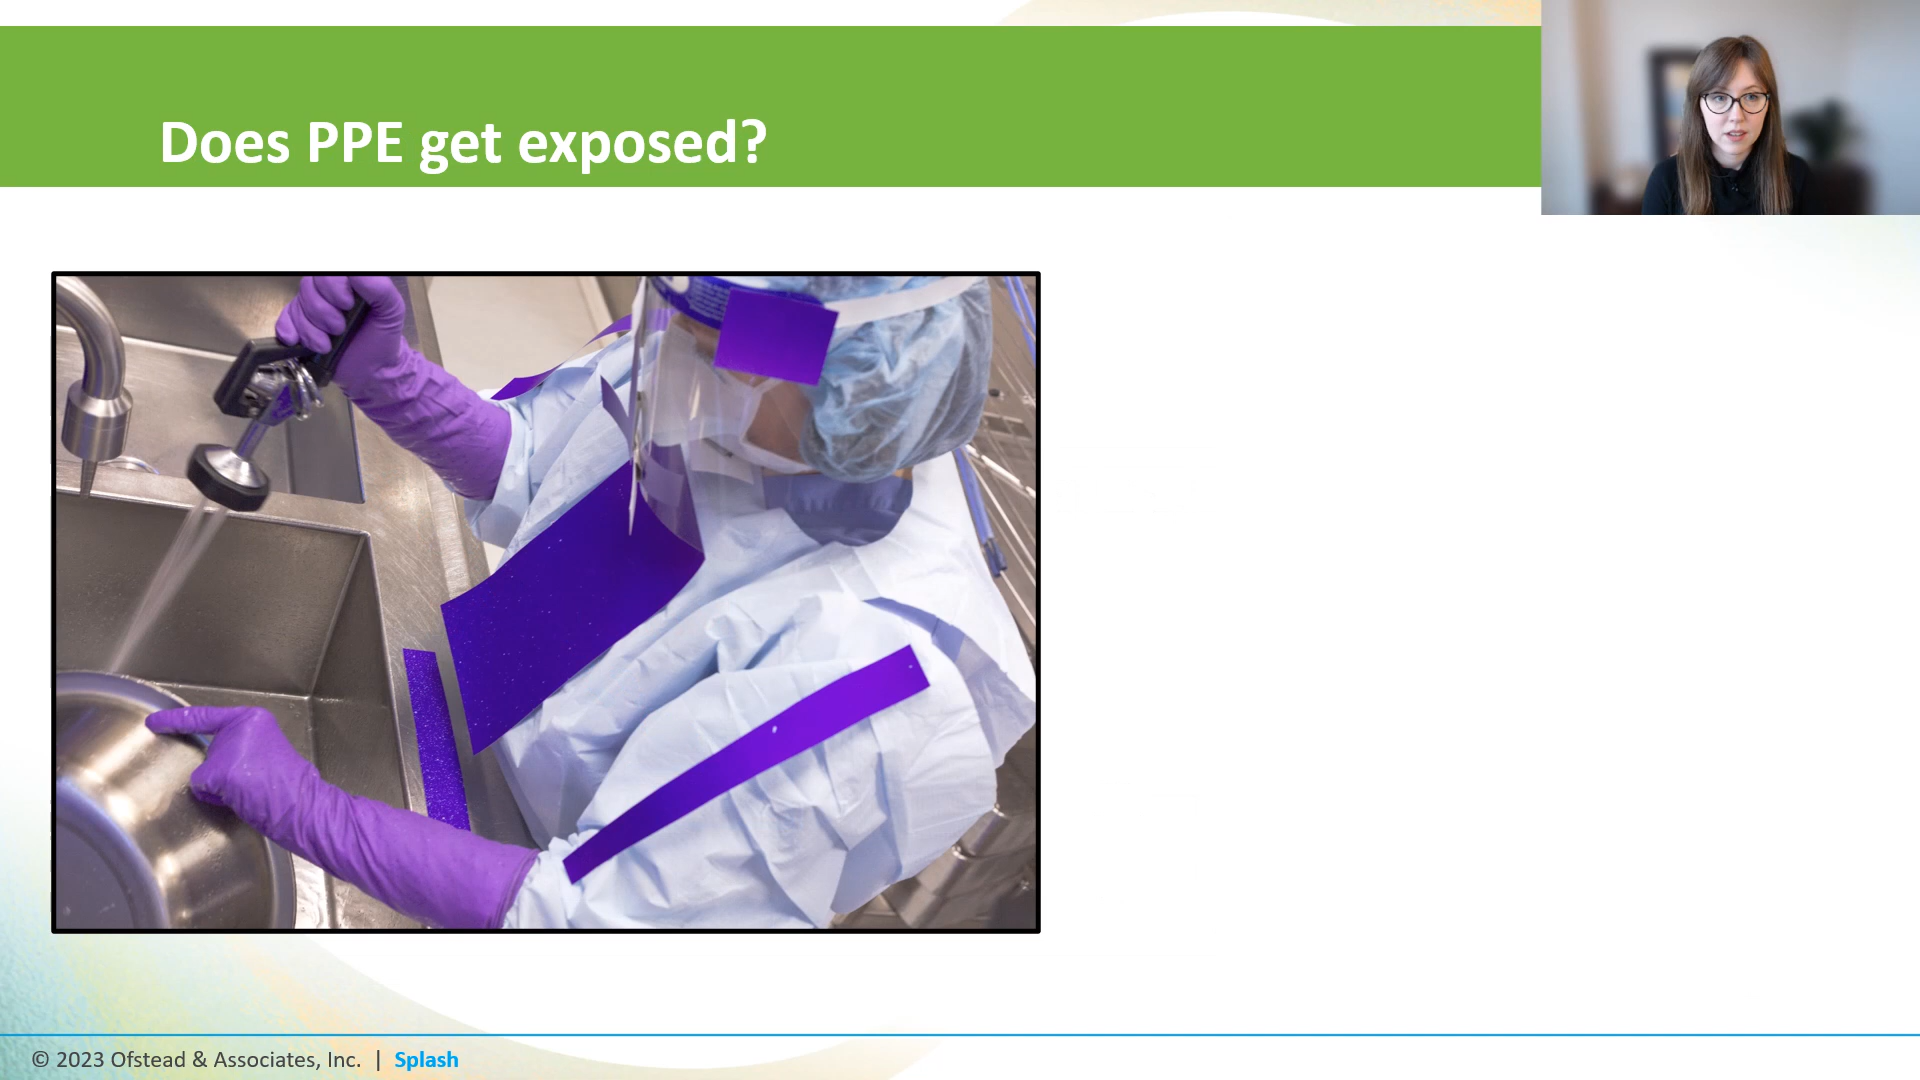 Does PPE get exposed?
© 2023 Ofstead & Associates, Inc. | Splash